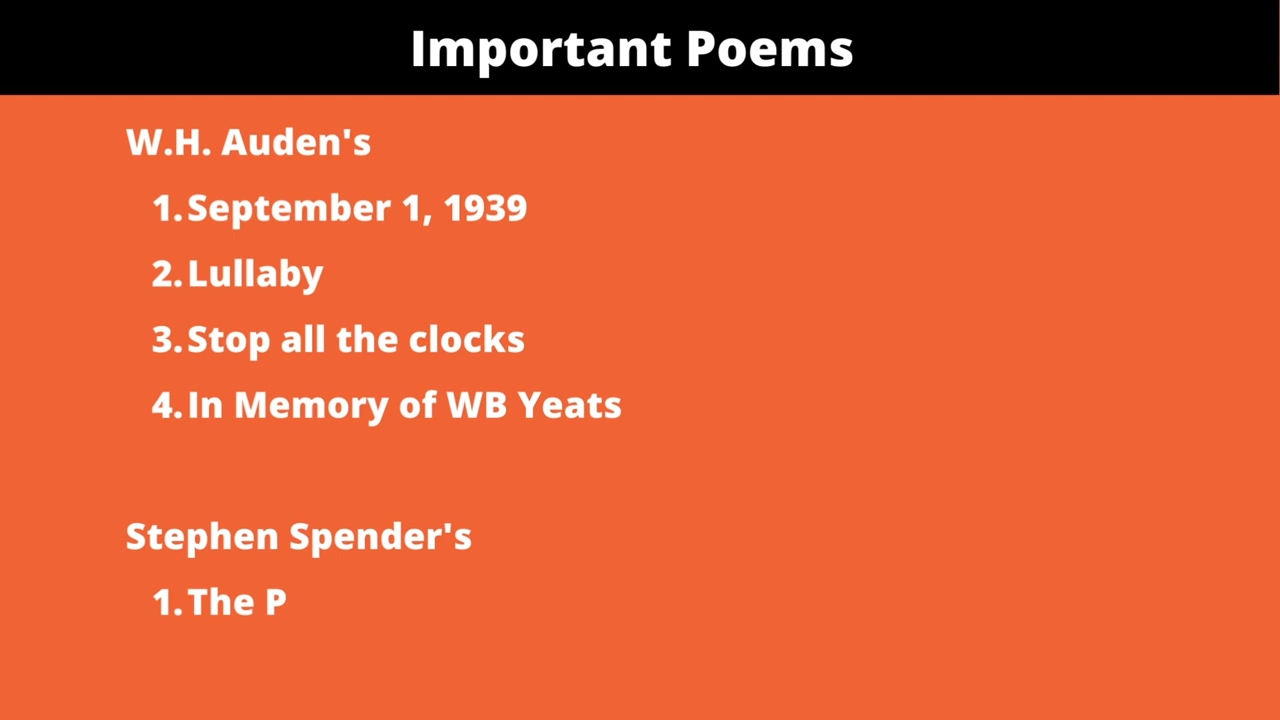 Important Poems
W.H. Auden's
1. September 1, 1939
2. Lullaby
3. Stop all the clocks
4. In Memory of WB Yeats
Stephen Spender's
1. The P